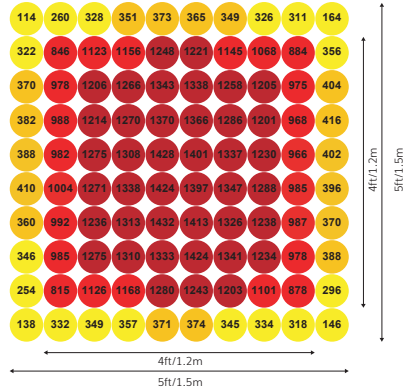 114 260 328 351 373 365 349 326 311 164
322 846 1123 1156 1248 1221 1145 1068 884 356
370 978 1206 1266 1343 1338 1258 1205 975 404
382 988 1214 1270 1370 1366 1286 1201 968 416
388 982 1275 1308 1428 1401 1337 1230 966 402
410 1004 1271 1338 1424 1397 1347 1288 985 396
360 992 1236 1313 1432 1413 1326 1238 987 370
346 985 1275 1310 1333 1424 1341 1234 978 388
254 815 1126 1168 1280 1243 1203 1101 878 296
138 332 349 357 371 374 345 334 318 146
4ft/1.2m
5ft/1.5m
4ft/1.2m
5ft/1.5m